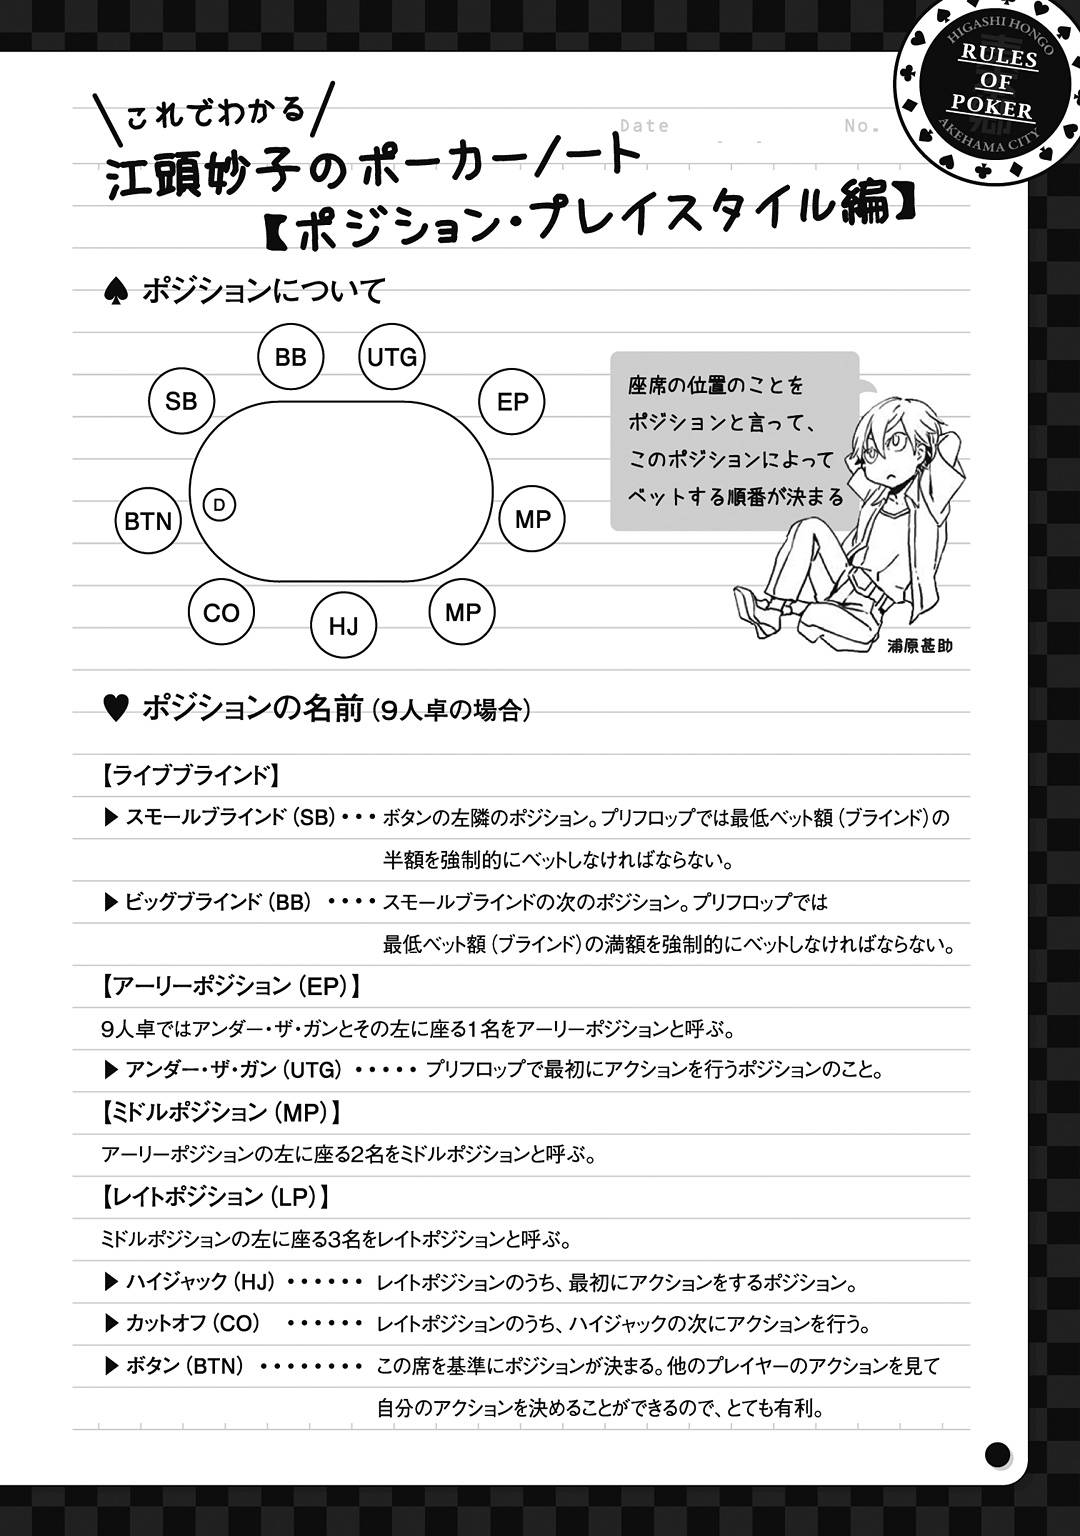 HIGASHI HONGO
RULES
OF
POKER
AKEHAMA CITY
Date
No.
これでわかる
江頭妙子のポーカーノート
【ポジション・プレイスタイル編】
♠ ポジションについて
BB
UTG
SB
EP
BTN
D
MP
CO
HJ
MP
座席の位置のことを
ポジションと言って、
このポジションによって
ベットする順番が決まる
浦原甚助
♥ ポジションの名前（9人卓の場合）
【ライブブラインド】
▶ スモールブラインド（SB）・・・ ボタンの左隣のポジション。プリフロップでは最低ベット額（ブラインド）の
半額を強制的にベットしなければならない。
▶ ビッグブラインド（BB）・・・・ スモールブラインドの次のポジション。プリフロップでは
最低ベット額（ブラインド）の満額を強制的にベットしなければならない。
【アーリーポジション（EP）】
9人卓ではアンダー・ザ・ガンとその左に座る1名をアーリーポジションと呼ぶ。
▶ アンダー・ザ・ガン（UTG）・・・・・ プリフロップで最初にアクションを行うポジションのこと。
【ミドルポジション（MP）】
アーリーポジションの左に座る2名をミドルポジションと呼ぶ。
【レイトポジション（LP）】
ミドルポジションの左に座る3名をレイトポジションと呼ぶ。
▶ ハイジャック（HJ）・・・・・・ レイトポジションのうち、最初にアクションをするポジション。
▶ カットオフ（CO）・・・・・・ レイトポジションのうち、ハイジャックの次にアクションを行う。
▶ ボタン（BTN）・・・・・・・・ この席を基準にポジションが決まる。他のプレイヤーのアクションを見て
自分のアクションを決めることができるので、とても有利。